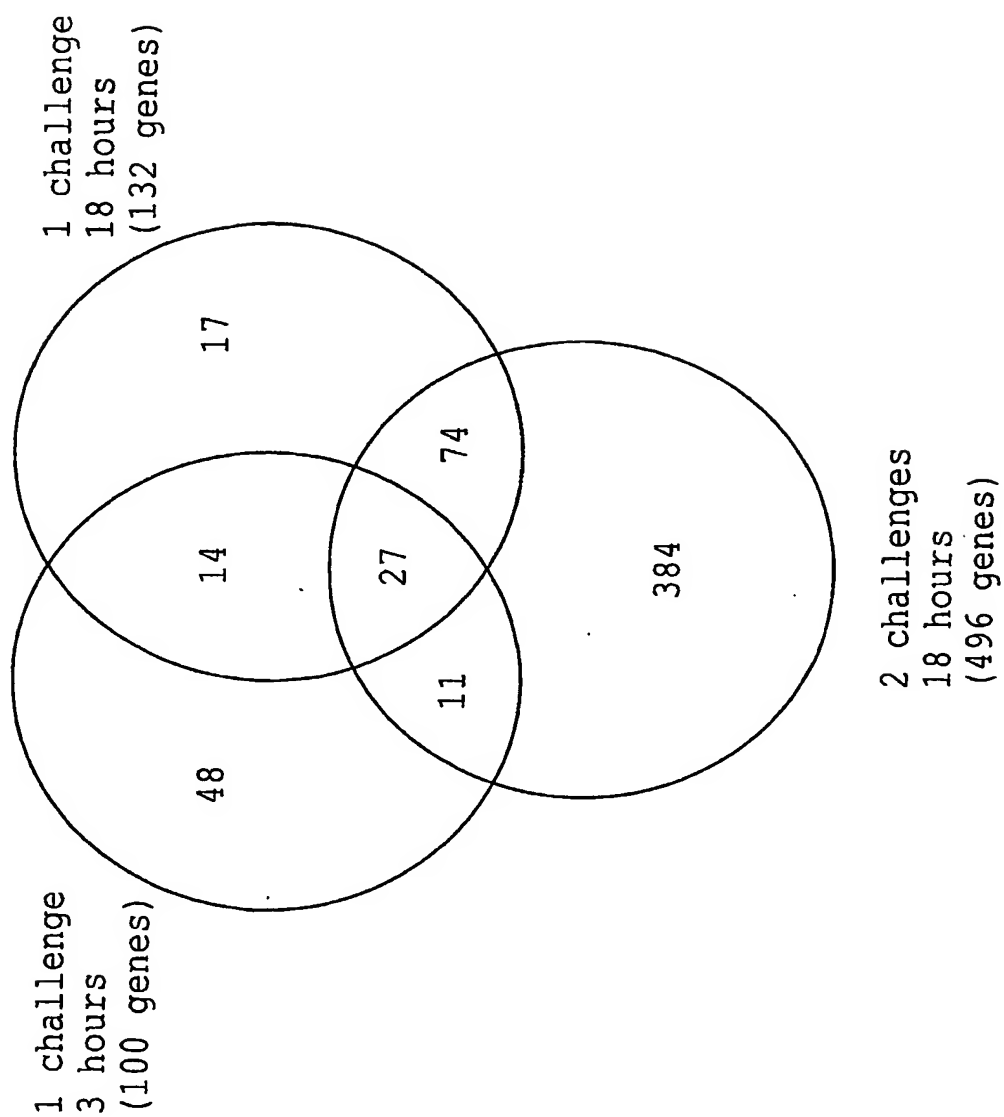 1 challenge
3 hours
(100 genes)
1 challenge
18 hours
(132 genes)
48
14
17
11
27
74
384
2 challenges
18 hours
(496 genes)